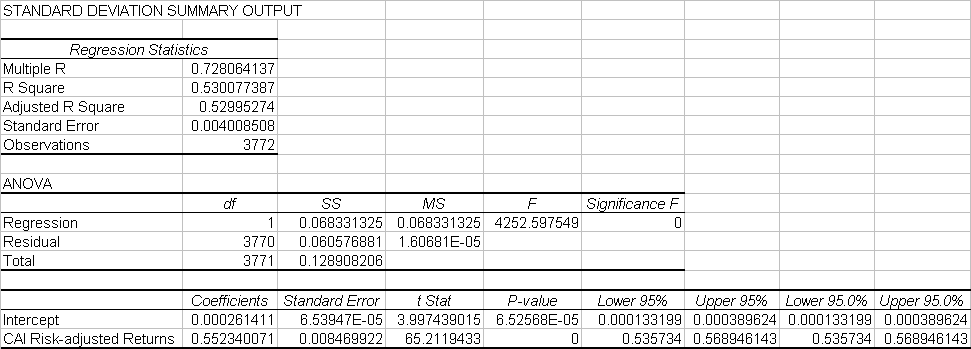 STANDARD DEVIATION SUMMARY OUTPUT
Regression Statistics
Multiple R 0.728064137
R Square 0.530077387
Adjusted R Square 0.52995274
Standard Error 0.004008508
Observations 3772
ANOVA
df SS MS F Significance F
Regression 1 0.068331325 0.068331325 4252.597549 0
Residual 3770 0.060576881 1.60681E-05
Total 3771 0.128908206
Coefficients Standard Error t Stat P-value Lower 95% Upper 95% Lower 95.0% Upper 95.0%
Intercept 0.000261411 6.53947E-05 3.997439015 6.52568E-05 0.000133199 0.000389624 0.000133199 0.000389624
CAI Risk-adjusted Returns 0.552340071 0.008469922 65.2119433 0 0.535734 0.568946143 0.535734 0.568946143